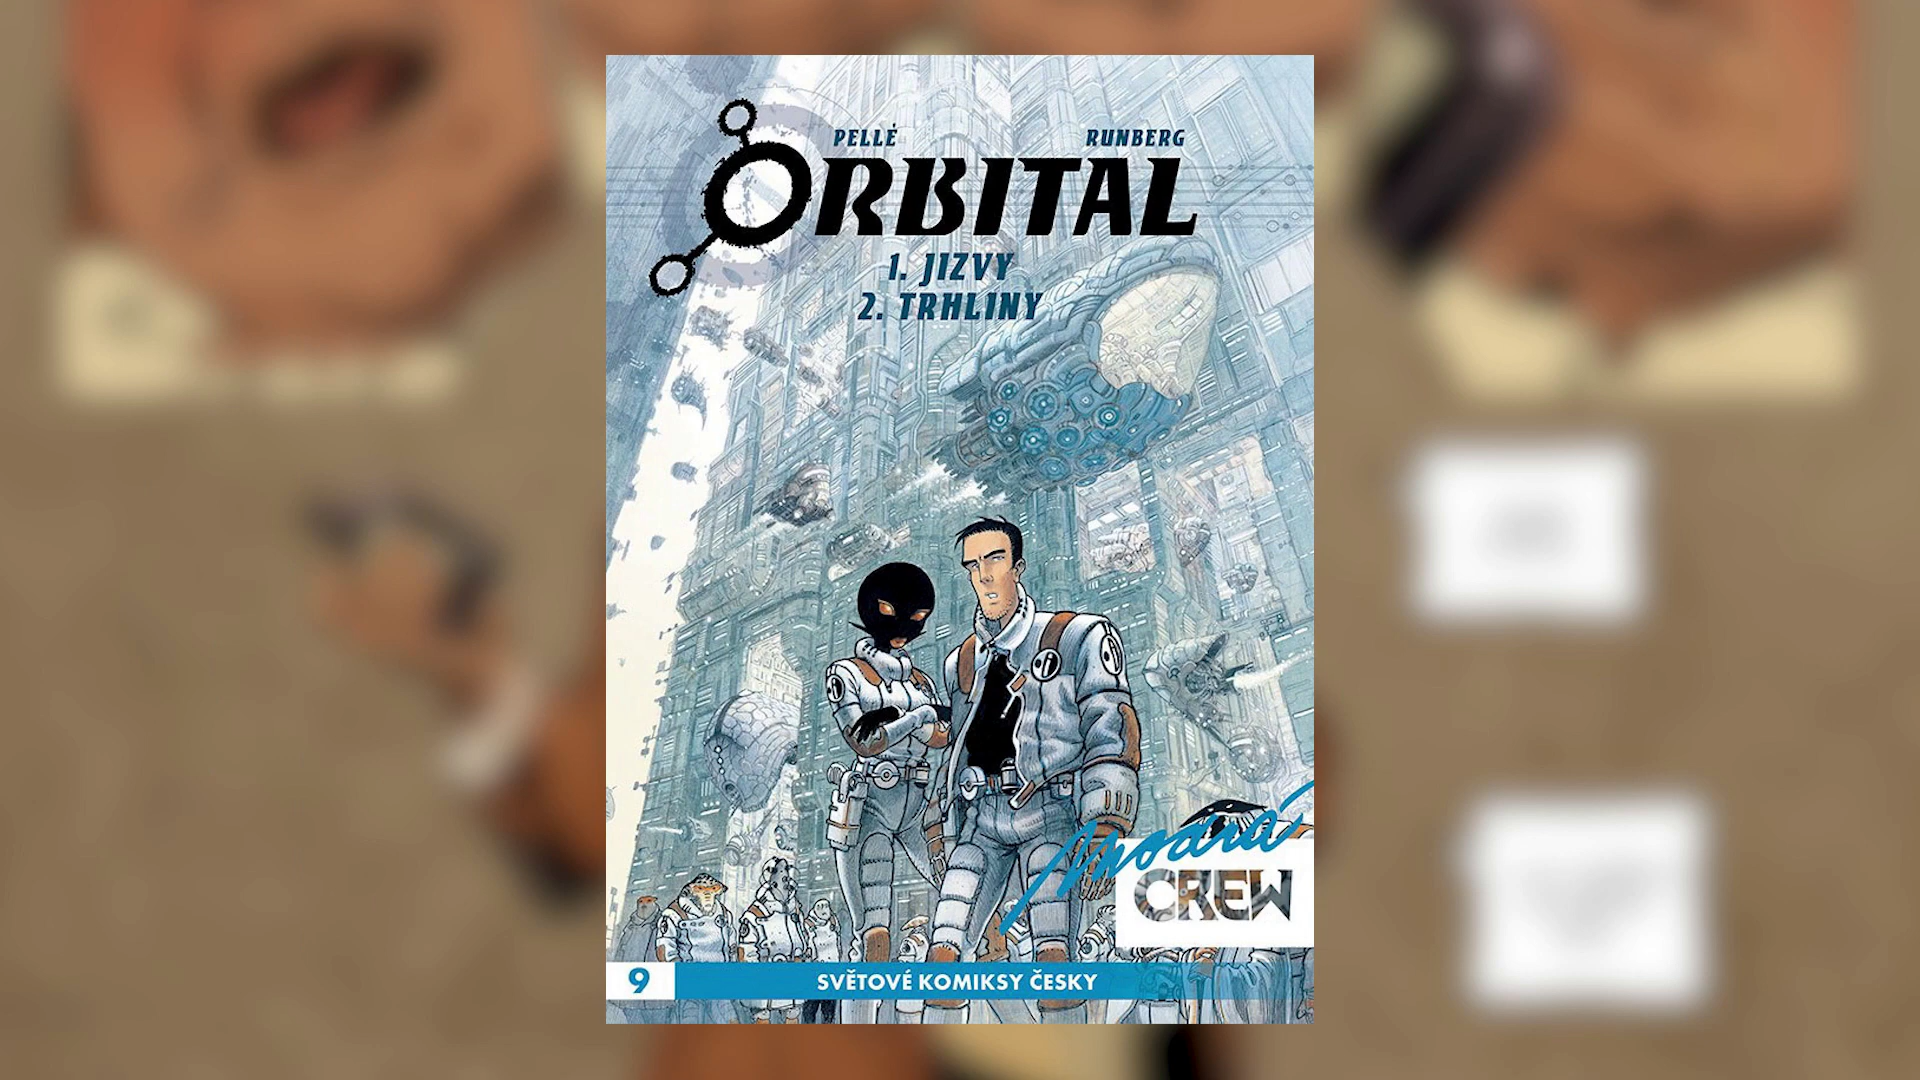 PELLÉ RUNBERG
ORBITAL
1. JIZVY
2. TRHLINY
Modrá
CREW
9 SVĚTOVÉ KOMIKSY ČESKY